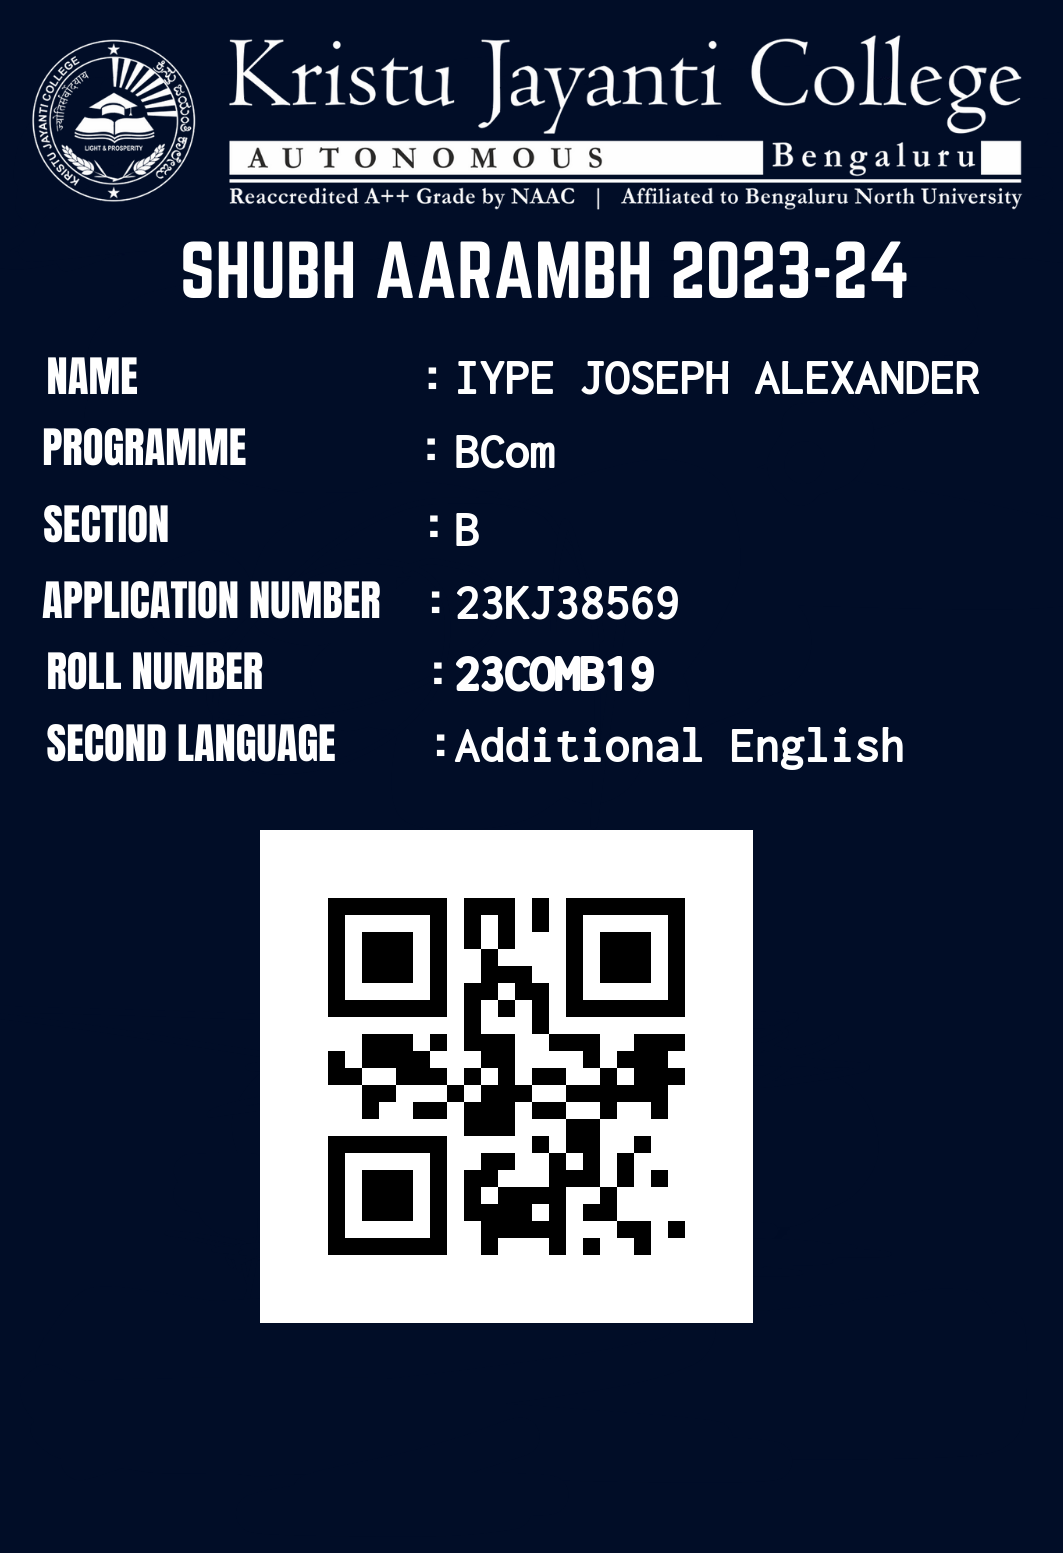 KRISTU JAYANTI COLLEGE
ಕ್ರಿಸ್ತು ಜಯಂತಿ ಕಾಲೇಜು
LIGHT & PROSPERITY
Kristu Jayanti College
AUTONOMOUS Bengaluru
Reaccredited A++ Grade by NAAC | Affiliated to Bengaluru North University
SHUBH AARAMBH 2023-24
NAME : IYPE JOSEPH ALEXANDER
PROGRAMME : BCom
SECTION : B
APPLICATION NUMBER : 23KJ38569
ROLL NUMBER : 23COMB19
SECOND LANGUAGE : Additional English